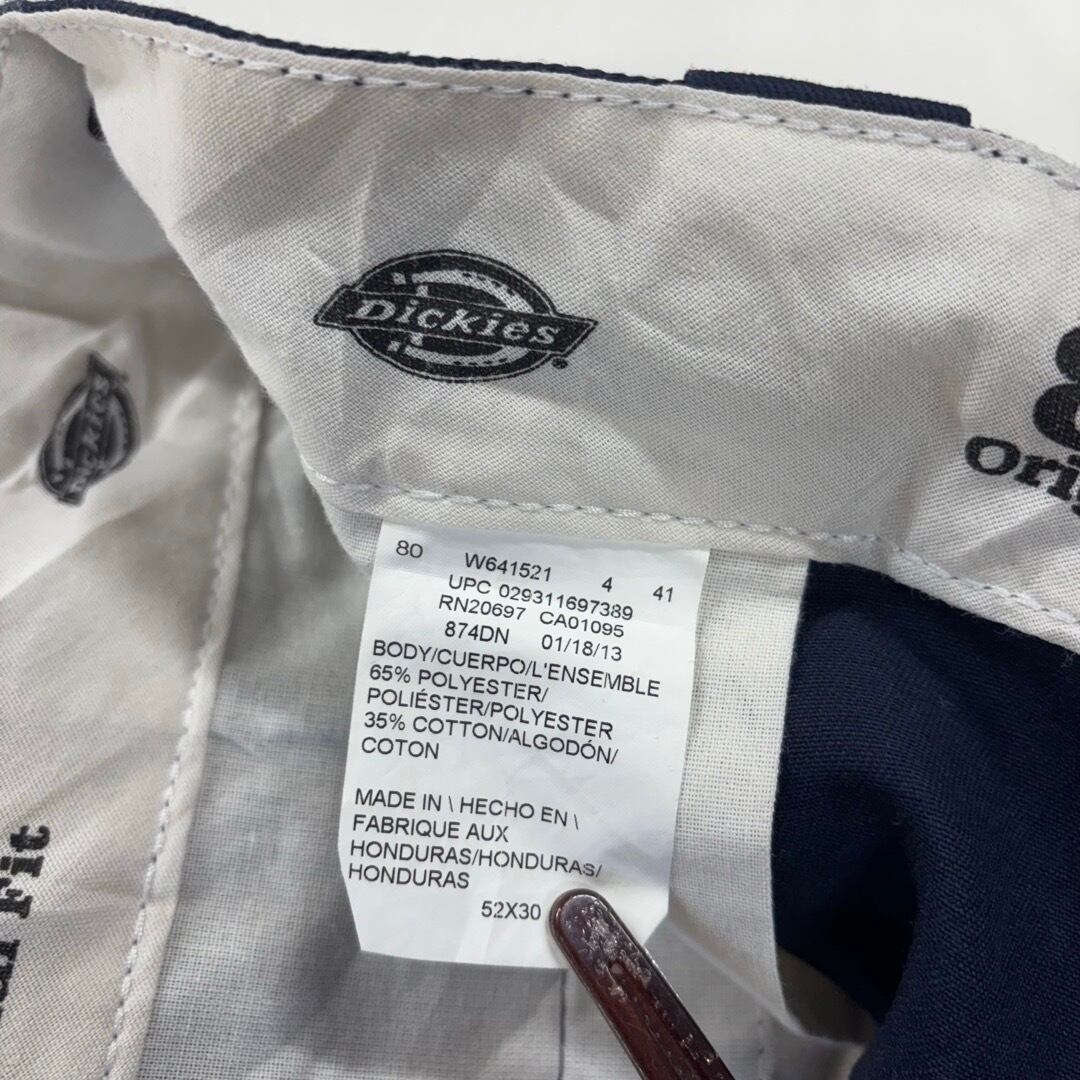 Dickies
Dickies
80 W641521 4 41
UPC 029311697389
RN20697 CA01095
874DN 01/18/13
BODY/CUERPO/L'ENSEMBLE
65% POLYESTER/
POLIÉSTER/POLYESTER
35% COTTON/ALGODÓN/
COTON
MADE IN \ HECHO EN \
FABRIQUE AUX
HONDURAS/HONDURAS/
HONDURAS
52X30
Fit